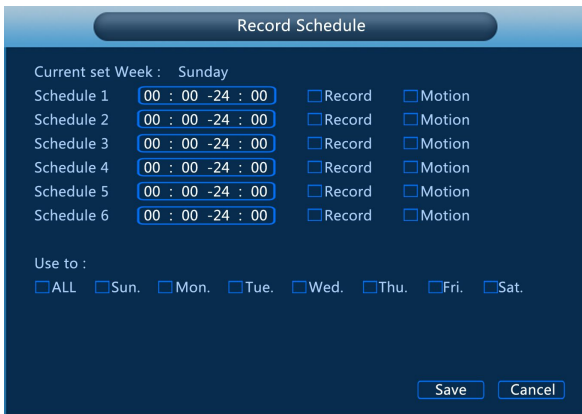 Record Schedule
Current set Week : Sunday
Schedule 1 00 : 00 -24 : 00 Record Motion
Schedule 2 00 : 00 -24 : 00 Record Motion
Schedule 3 00 : 00 -24 : 00 Record Motion
Schedule 4 00 : 00 -24 : 00 Record Motion
Schedule 5 00 : 00 -24 : 00 Record Motion
Schedule 6 00 : 00 -24 : 00 Record Motion
Use to :
ALL Sun. Mon. Tue. Wed. Thu. Fri. Sat.
Save Cancel